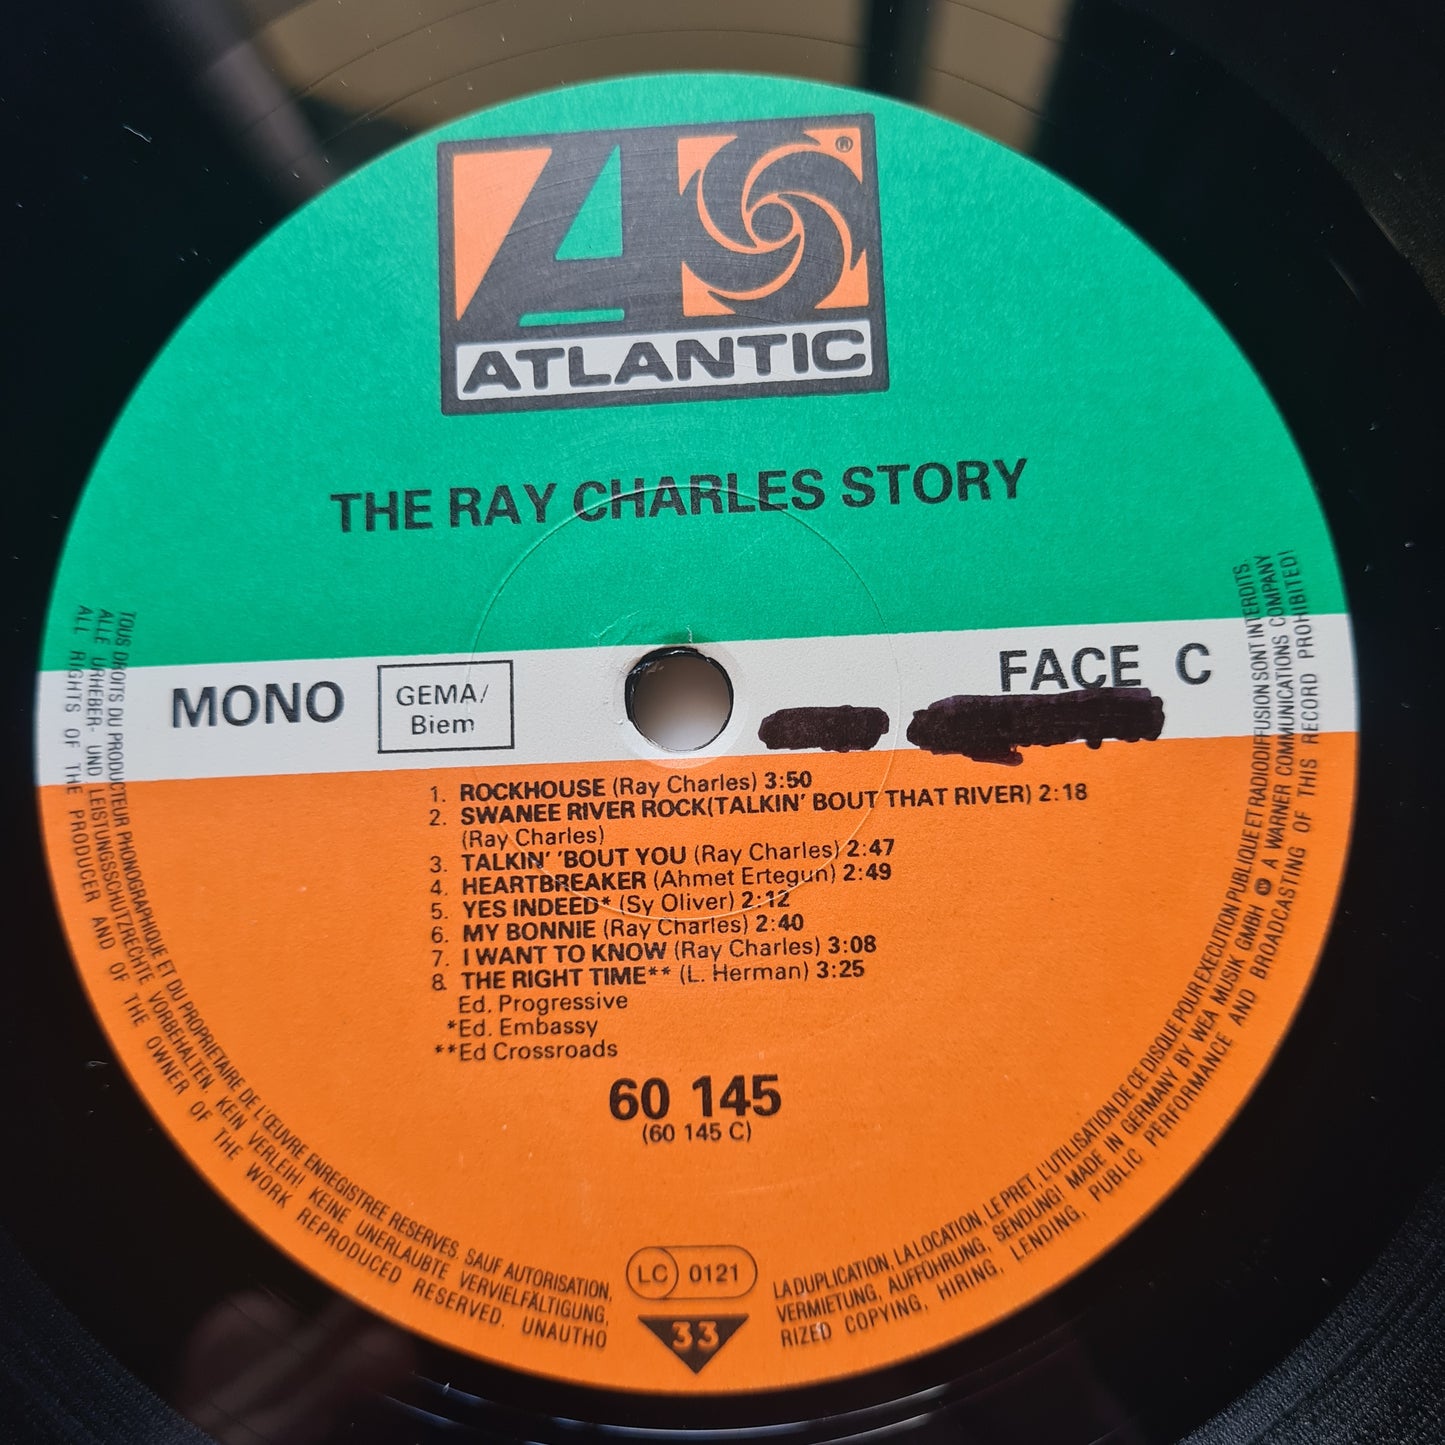 ®
ATLANTIC
THE RAY CHARLES STORY
MONO
GEMA/
Biem
FACE C
1. ROCKHOUSE (Ray Charles) 3:50
2. SWANEE RIVER ROCK(TALKIN' BOUT THAT RIVER) 2:18
(Ray Charles)
3. TALKIN' 'BOUT YOU (Ray Charles) 2:47
4. HEARTBREAKER (Ahmet Ertegun) 2:49
5. YES INDEED* (Sy Oliver) 2:12
6. MY BONNIE (Ray Charles) 2:40
7. I WANT TO KNOW (Ray Charles) 3:08
8. THE RIGHT TIME** (L. Herman) 3:25
Ed. Progressive
*Ed. Embassy
**Ed Crossroads
60 145
(60 145 C)
LC 0121
33
TOUS DROITS DU PRODUCTEUR PHONOGRAPHIQUE ET DU PROPRIETAIRE DE L'ŒUVRE ENREGISTREE RESERVES. SAUF AUTORISATION, LA DUPLICATION, LA LOCATION, LE PRET, L'UTILISATION DE CE DISQUE POUR EXECUTION PUBLIQUE ET RADIODIFFUSION SONT INTERDITS.
ALLE URHEBER- UND LEISTUNGSSCHUTZRECHTE VORBEHALTEN. KEIN VERLEIH! KEINE UNERLAUBTE VERVIELFÄLTIGUNG, VERMIETUNG, AUFFÜHRUNG, SENDUNG! MADE IN GERMANY BY WEA MUSIK GMBH A WARNER COMMUNICATIONS COMPANY
ALL RIGHTS OF THE PRODUCER AND OF THE OWNER OF THE WORK REPRODUCED RESERVED. UNAUTHORIZED COPYING, HIRING, LENDING, PUBLIC PERFORMANCE AND BROADCASTING OF THIS RECORD PROHIBITED!